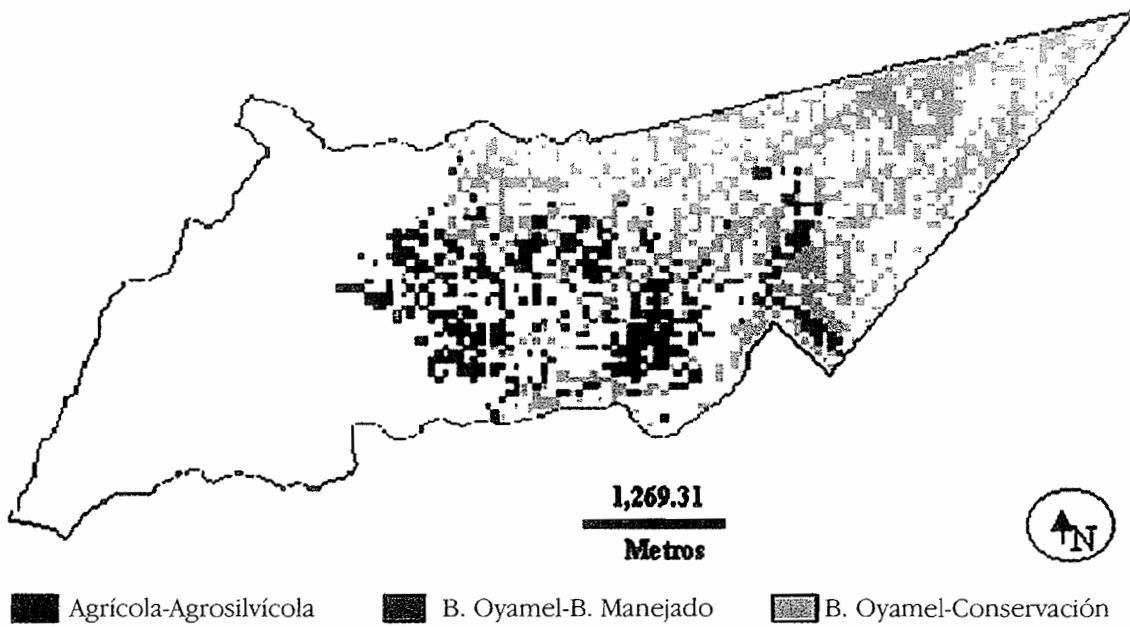 1,269.31
Metros
N
Agrícola-Agrosilvícola B. Oyamel-B. Manejado B. Oyamel-Conservación